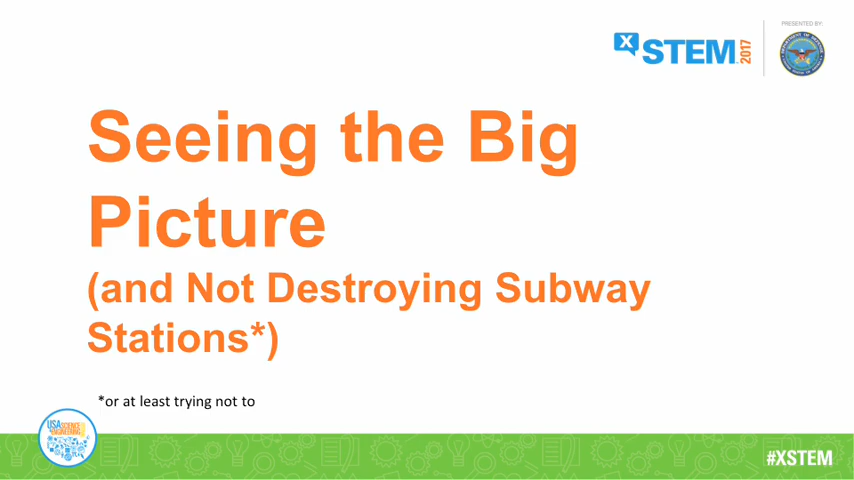 PRESENTED BY:
X STEM 2017
Seeing the Big
Picture
(and Not Destroying Subway
Stations*)
*or at least trying not to
USA SCIENCE
& ENGINEERING
#XSTEM